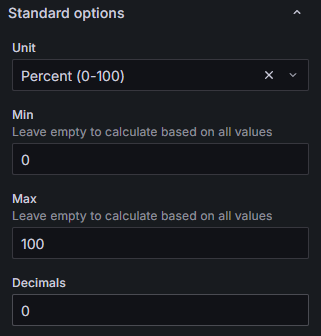 Standard options
Unit
Percent (0-100)
Min
Leave empty to calculate based on all values
0
Max
Leave empty to calculate based on all values
100
Decimals
0